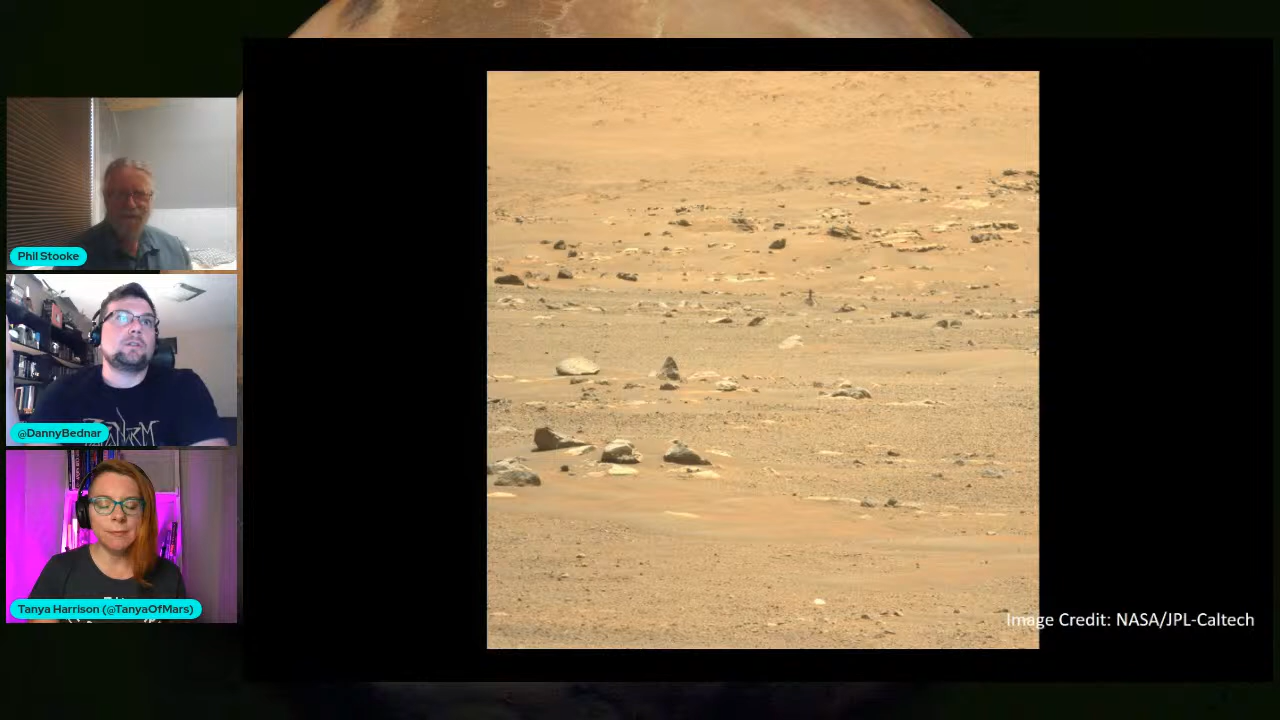 Phil Stooke
@DannyBednar
Tanya Harrison (@TanyaOfMars)
Image Credit: NASA/JPL-Caltech